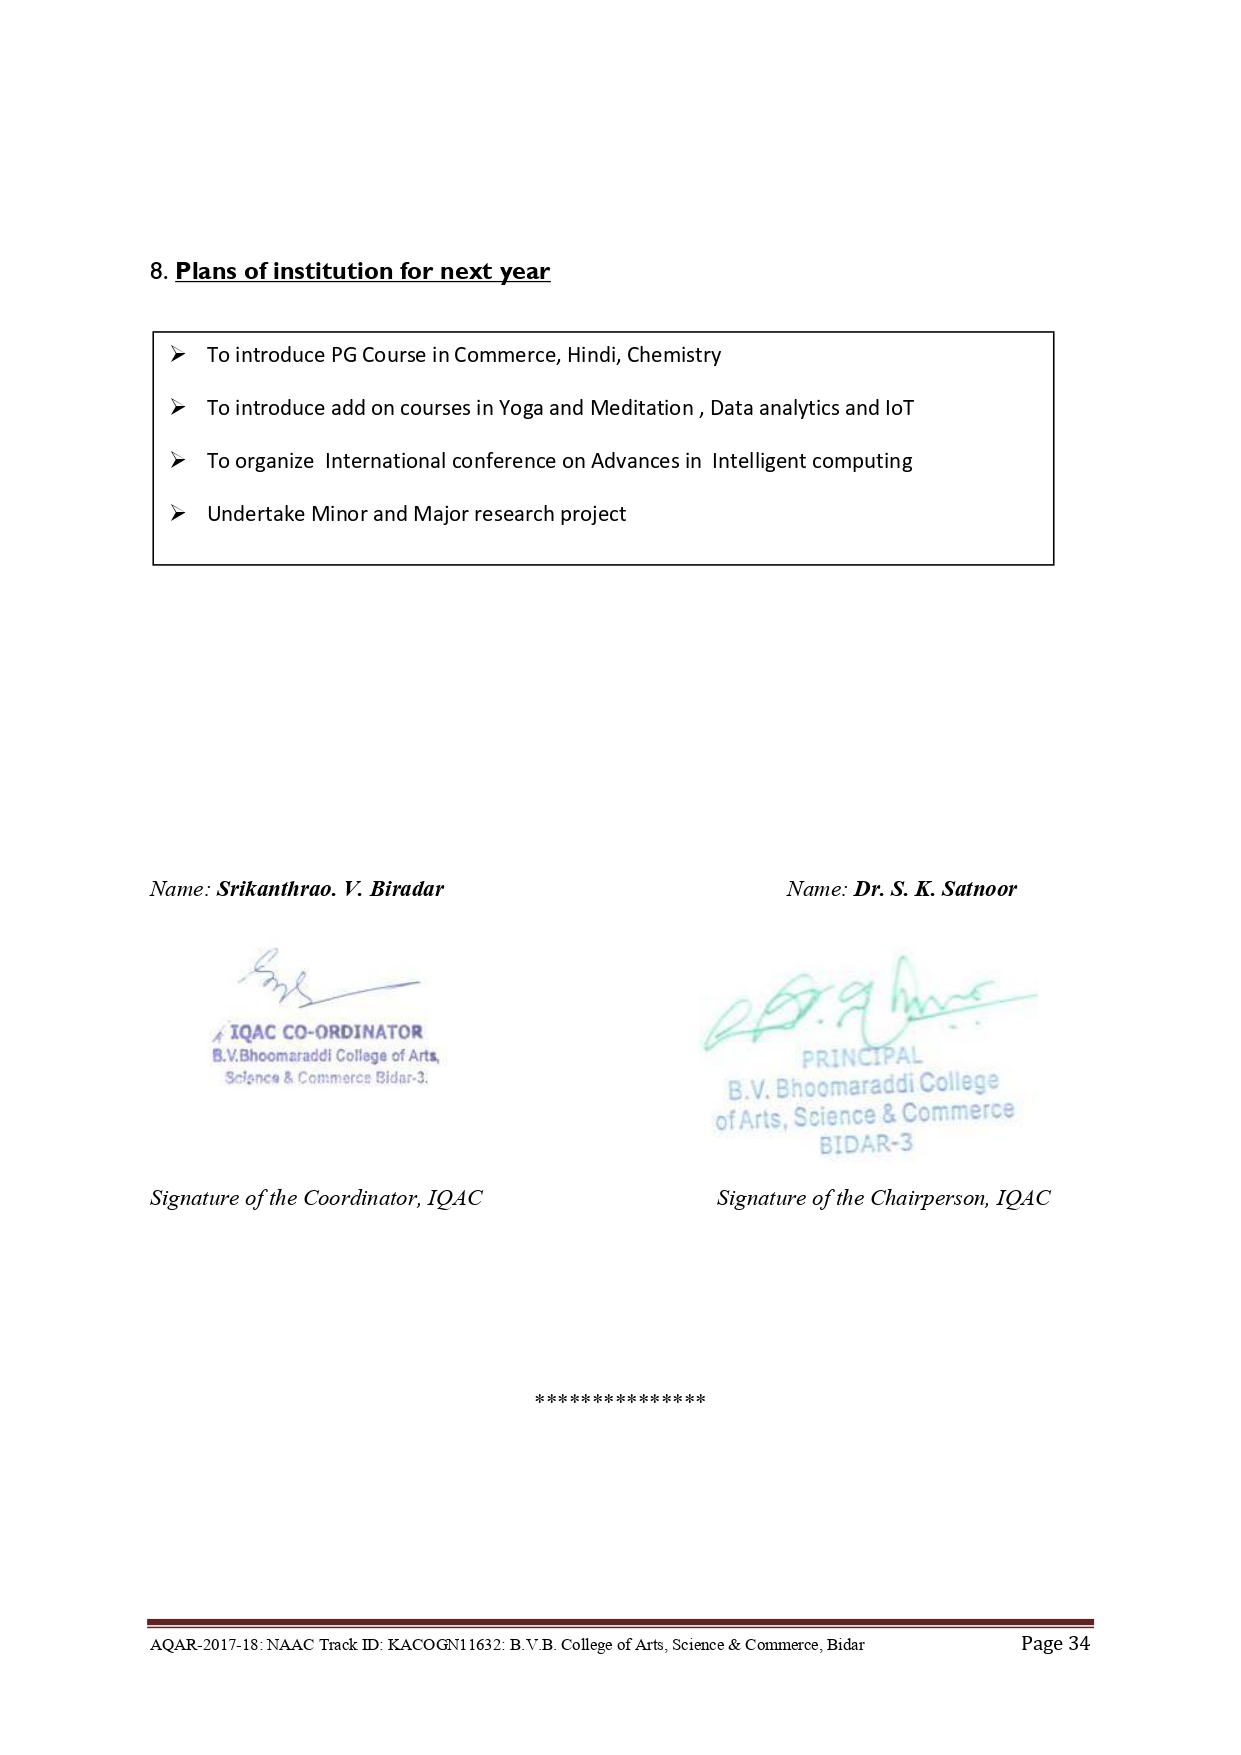 8. Plans of institution for next year
➢ To introduce PG Course in Commerce, Hindi, Chemistry
➢ To introduce add on courses in Yoga and Meditation , Data analytics and IoT
➢ To organize International conference on Advances in Intelligent computing
➢ Undertake Minor and Major research project
Name: Srikanthrao. V. Biradar Name: Dr. S. K. Satnoor
IQAC CO-ORDINATOR
B.V.Bhoomaraddi College of Arts,
Science & Commerce Bidar-3.
PRINCIPAL
B.V. Bhoomaraddi College
of Arts, Science & Commerce
BIDAR-3
Signature of the Coordinator, IQAC Signature of the Chairperson, IQAC
***************
AQAR-2017-18: NAAC Track ID: KACOGN11632: B.V.B. College of Arts, Science & Commerce, Bidar Page 34